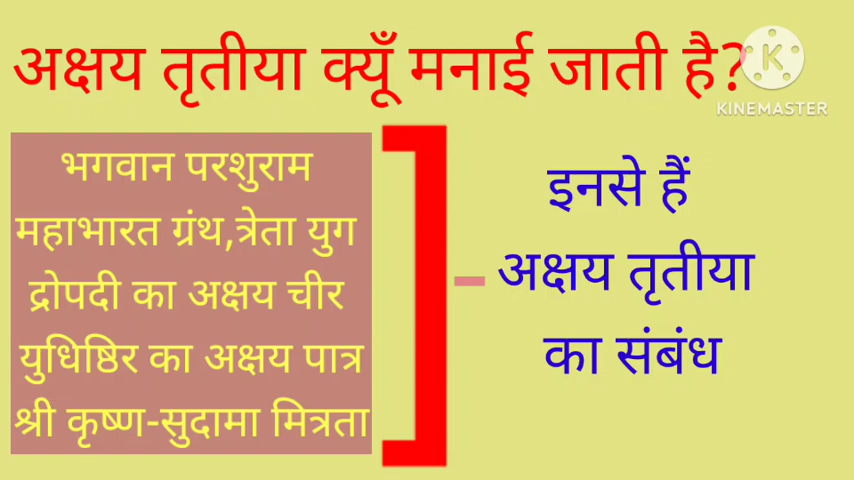 अक्षय तृतीया क्यूँ मनाई जाती है?
KINEMASTER
भगवान परशुराम
महाभारत ग्रंथ,त्रेता युग
द्रोपदी का अक्षय चीर
युधिष्ठिर का अक्षय पात्र
श्री कृष्ण-सुदामा मित्रता
इनसे हैं
- अक्षय तृतीया
का संबंध